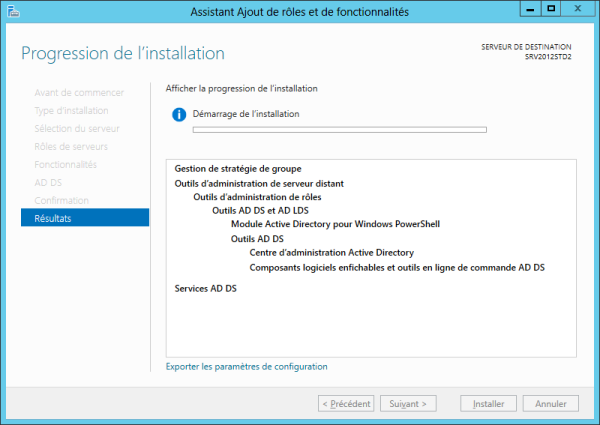 Assistant Ajout de rôles et de fonctionnalités
Progression de l'installation
SERVEUR DE DESTINATION
SRV2012STD2
Avant de commencer
Type d'installation
Sélection du serveur
Rôles de serveurs
Fonctionnalités
AD DS
Confirmation
Résultats
Afficher la progression de l'installation
Démarrage de l'installation
Gestion de stratégie de groupe
Outils d'administration de serveur distant
Outils d'administration de rôles
Outils AD DS et AD LDS
Module Active Directory pour Windows PowerShell
Outils AD DS
Centre d'administration Active Directory
Composants logiciels enfichables et outils en ligne de commande AD DS
Services AD DS
Exporter les paramètres de configuration
< Précédent
Suivant >
Installer
Annuler